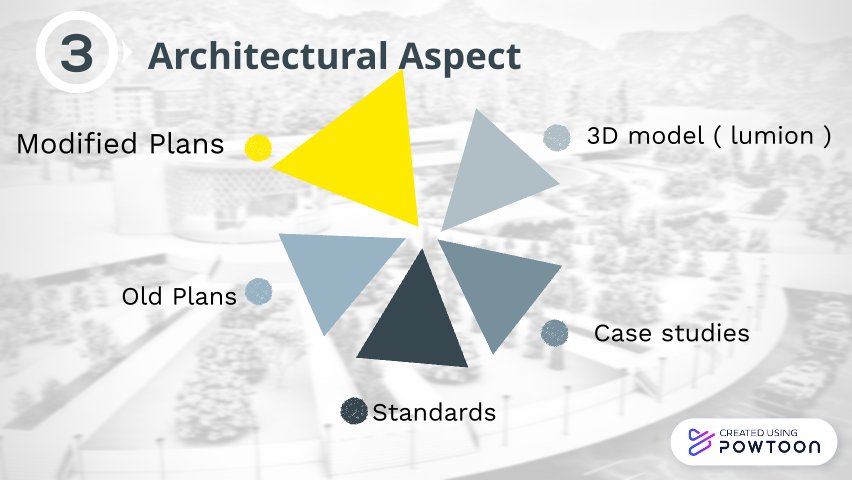 3
Architectural Aspect
Modified Plans
3D model ( lumion )
Old Plans
Case studies
Standards
CREATED USING
POWTOON